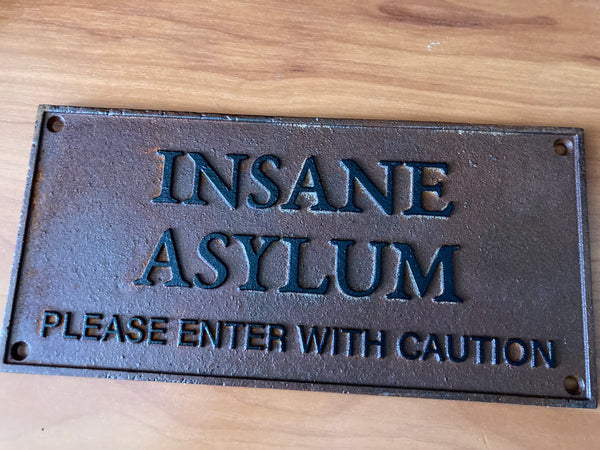 INSANE
ASYLUM
PLEASE ENTER WITH CAUTION